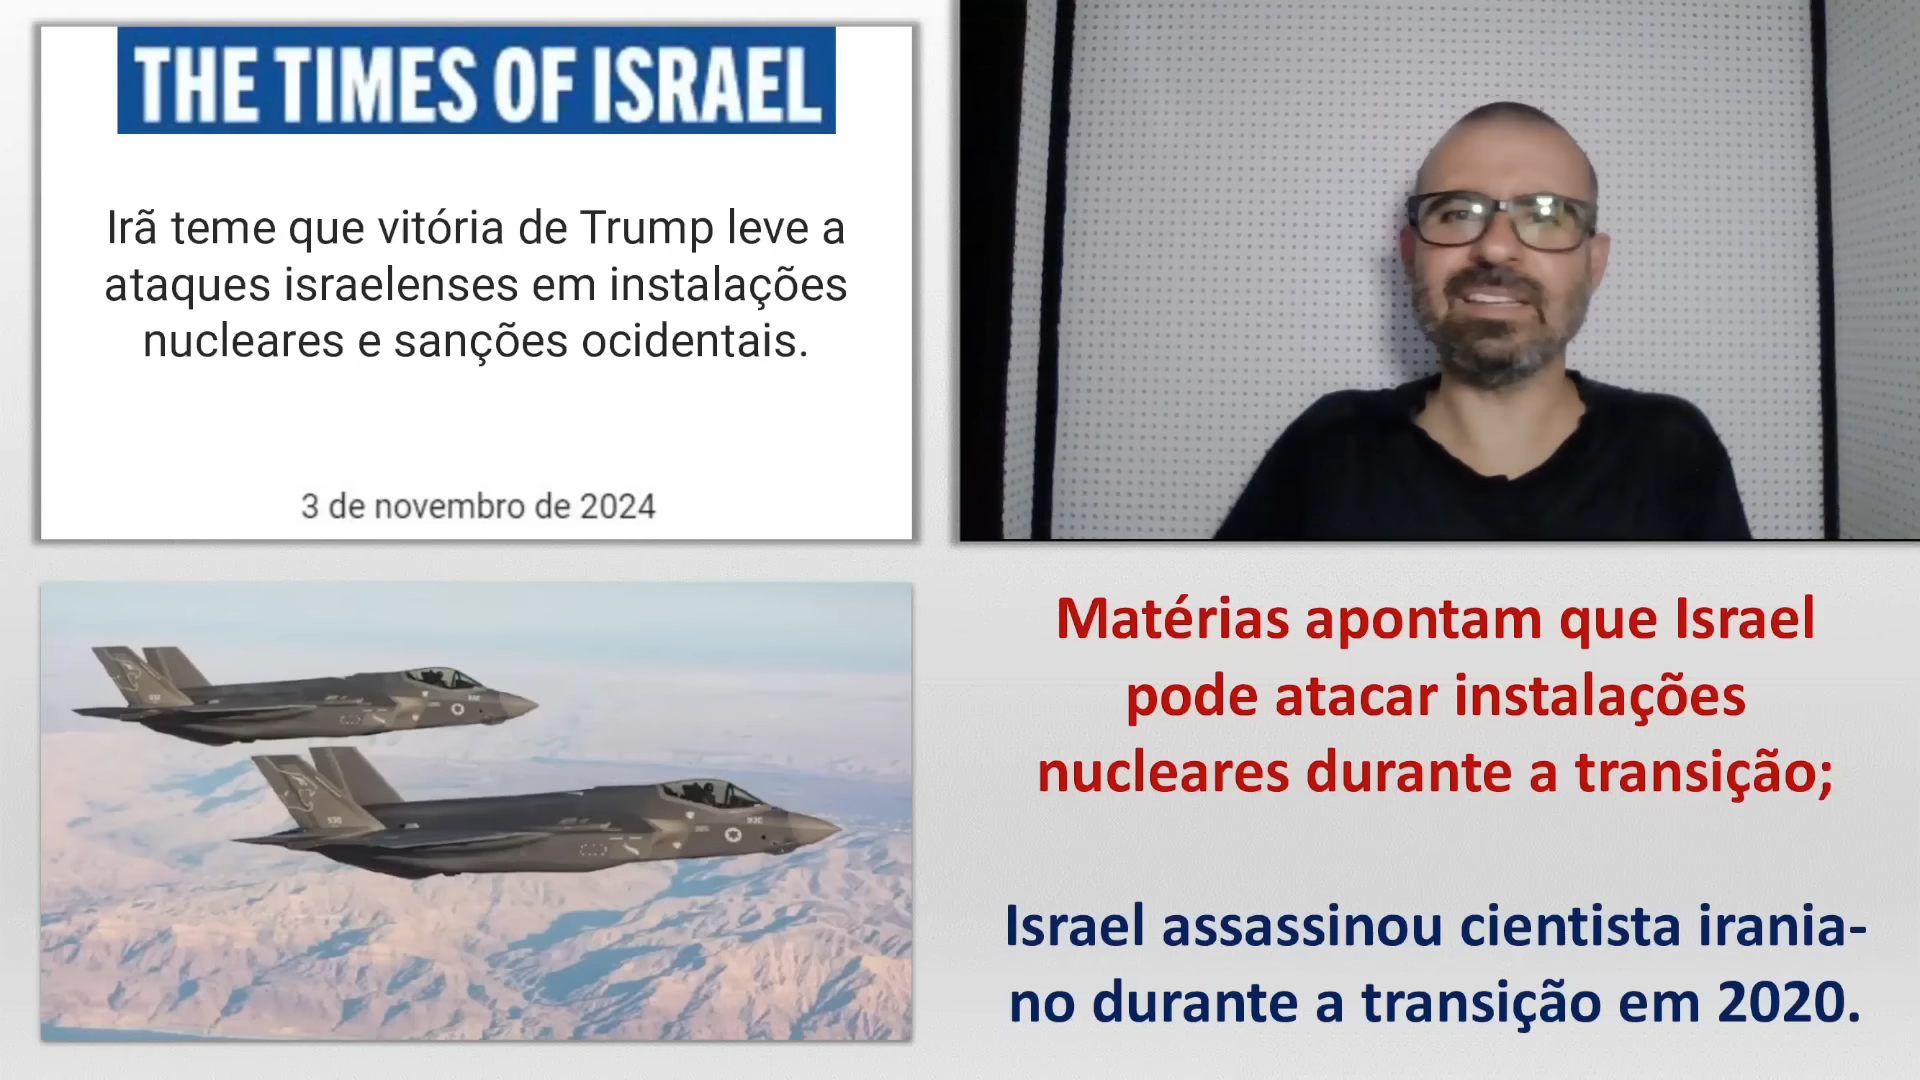 THE TIMES OF ISRAEL
Irã teme que vitória de Trump leve a
ataques israelenses em instalações
nucleares e sanções ocidentais.
3 de novembro de 2024
Matérias apontam que Israel
pode atacar instalações
nucleares durante a transição;
Israel assassinou cientista irania-
no durante a transição em 2020.